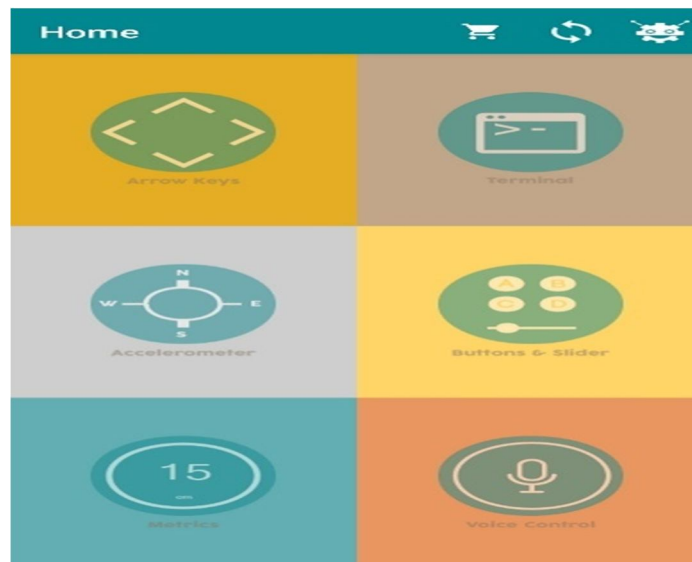 Home
Arrow Keys
>-
Terminal
N
W E
S
Accelerometer
A B
C D
Buttons & Slider
15
Metrics
Voice Control